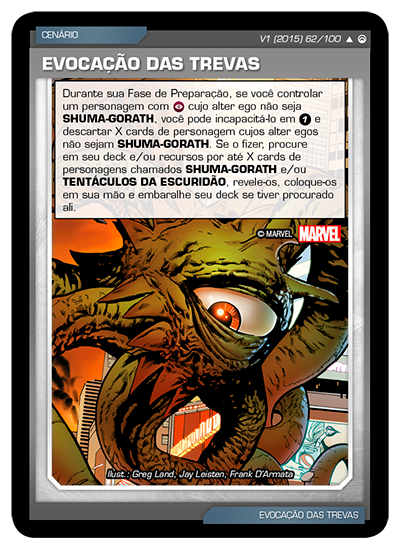 CENÁRIO
V1 (2015) 62/100
EVOCAÇÃO DAS TREVAS
Durante sua Fase de Preparação, se você controlar
um personagem com cujo alter ego não seja
SHUMA-GORATH, você pode incapacitá-lo em 1 e
descartar X cards de personagem cujos alter egos
não sejam SHUMA-GORATH. Se o fizer, procure
em seu deck e/ou recursos por até X cards de
personagens chamados SHUMA-GORATH e/ou
TENTÁCULOS DA ESCURIDÃO, revele-os, coloque-os
em sua mão e embaralhe seu deck se tiver procurado
ali.
© MARVEL MARVEL
Ilust.: Greg Land, Jay Leisten, Frank D'Armata
EVOCAÇÃO DAS TREVAS